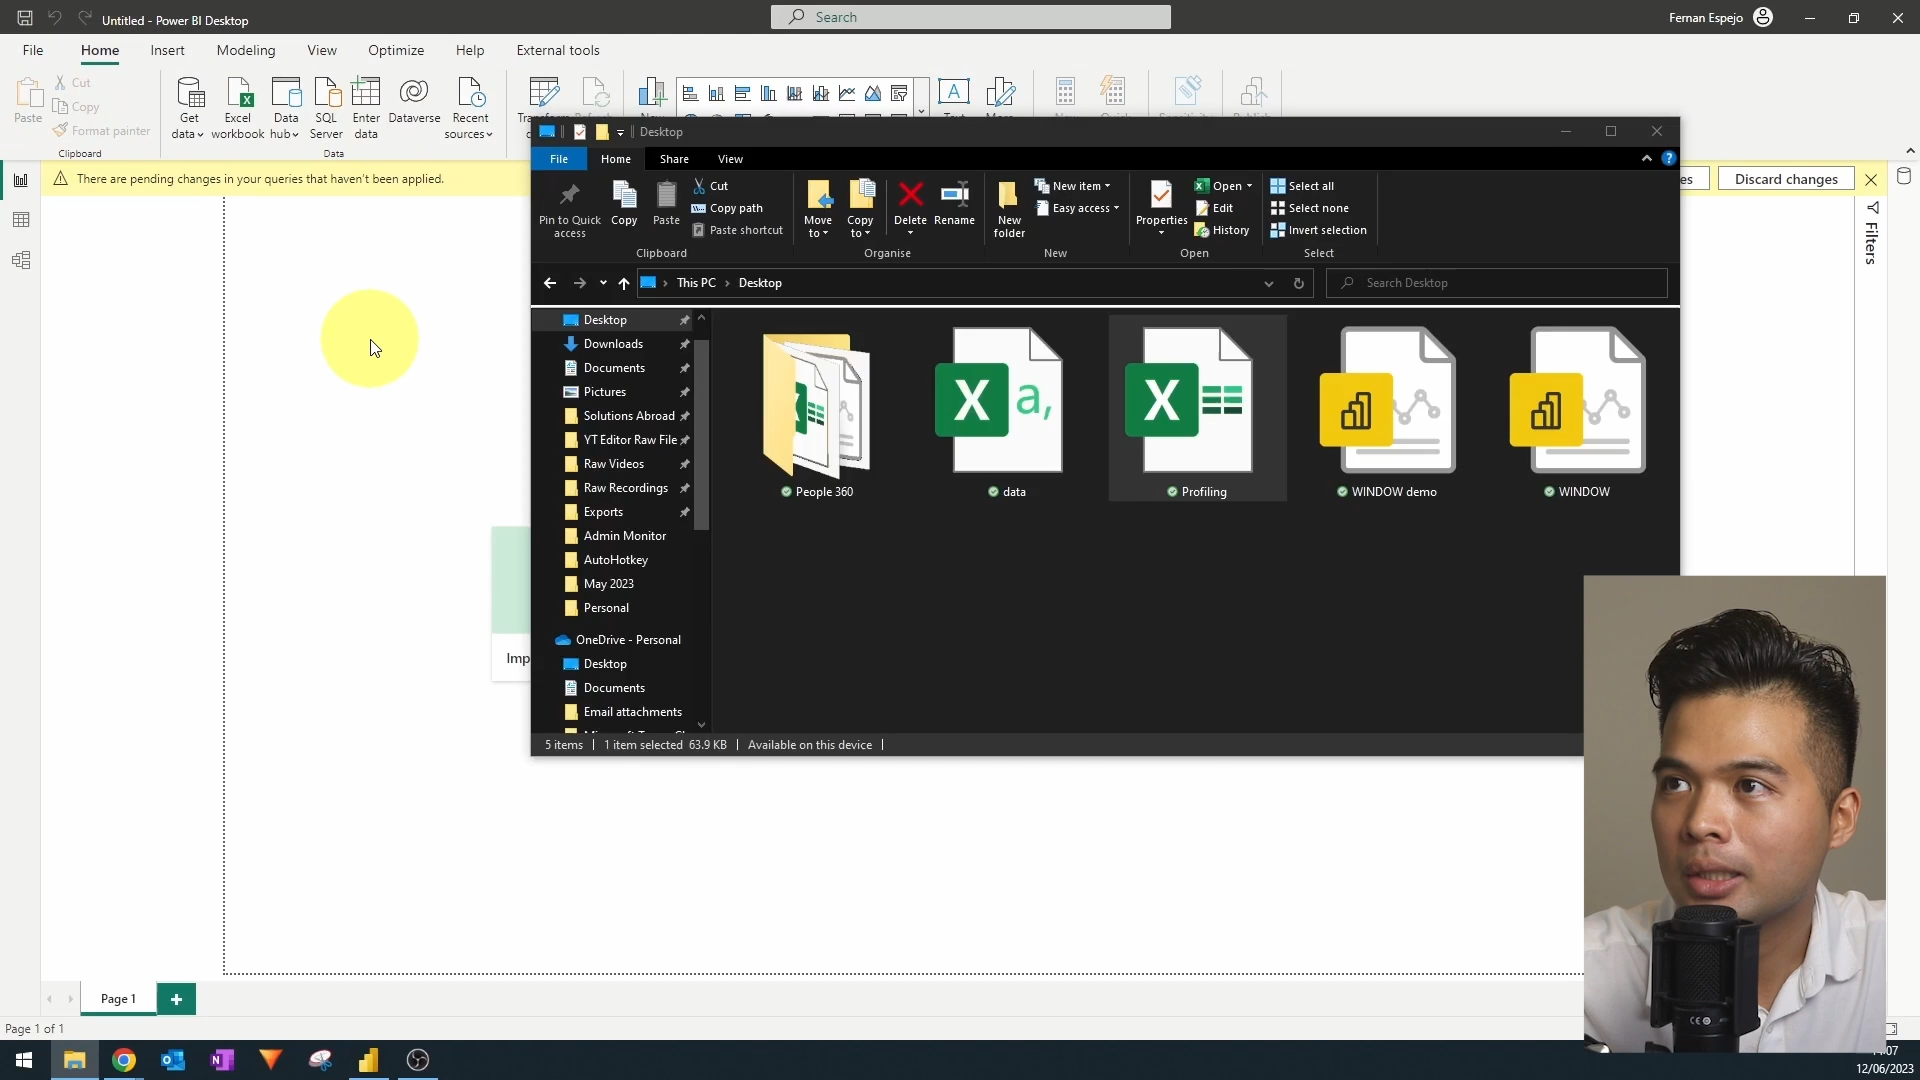 Untitled - Power BI Desktop
Search
Fernan Espejo
File Home Insert Modeling View Optimize Help External tools
Paste
Cut
Copy
Format painter
Clipboard
Get data
Excel workbook
Data hub
SQL Server
Enter data
Dataverse
Recent sources
Data
There are pending changes in your queries that haven't been applied.
Discard changes
Desktop
File Home Share View
Pin to Quick access
Copy
Paste
Cut
Copy path
Paste shortcut
Clipboard
Move to
Copy to
Delete
Rename
Organise
New folder
New item
Easy access
New
Properties
Open
Edit
History
Open
Select all
Select none
Invert selection
Select
This PC > Desktop
Search Desktop
Filters
Desktop
Downloads
Documents
Pictures
Solutions Abroad
YT Editor Raw File
Raw Videos
Raw Recordings
Exports
Admin Monitor
AutoHotkey
May 2023
Personal
OneDrive - Personal
Desktop
Documents
Email attachments
People 360
X a,
data
X
Profiling
WINDOW demo
WINDOW
5 items 1 item selected 63.9 KB Available on this device
Imp
Page 1
Page 1 of 1
12/06/2023